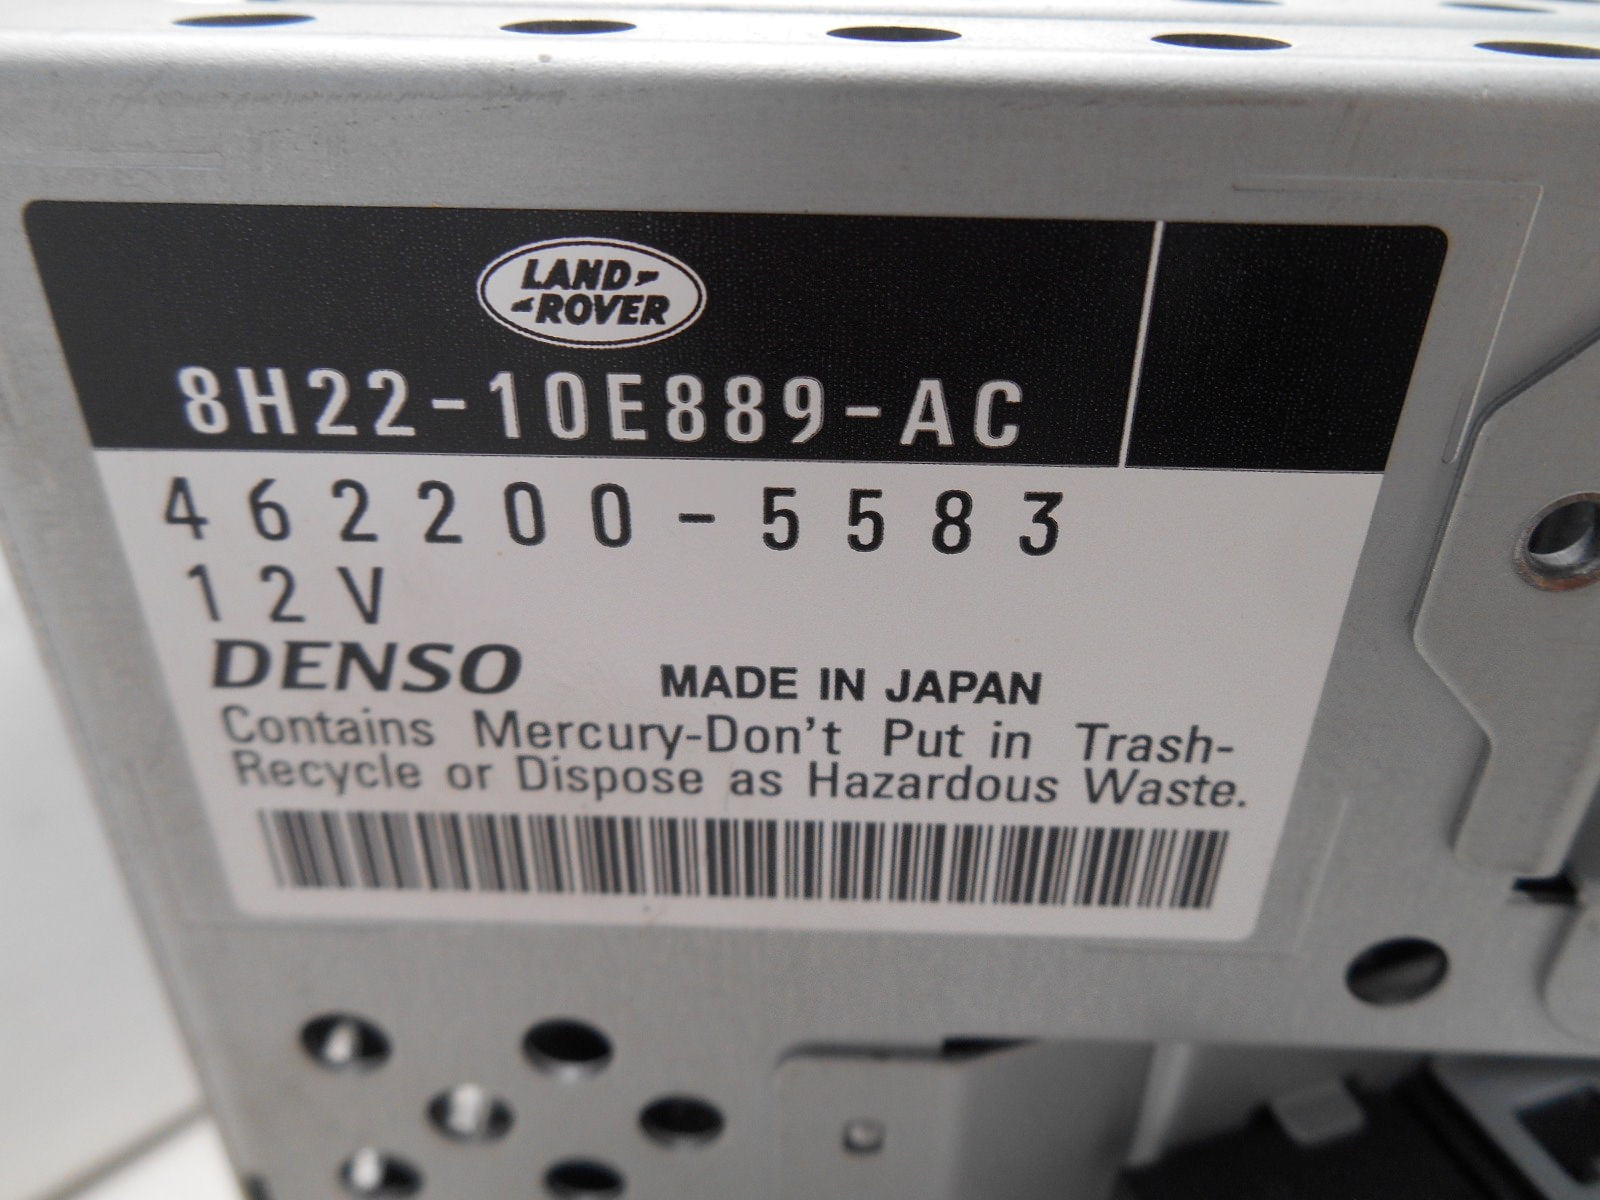 LAND
ROVER
8H22-10E889-AC
462200-5583
12V
DENSO MADE IN JAPAN
Contains Mercury-Don't Put in Trash-
Recycle or Dispose as Hazardous Waste.